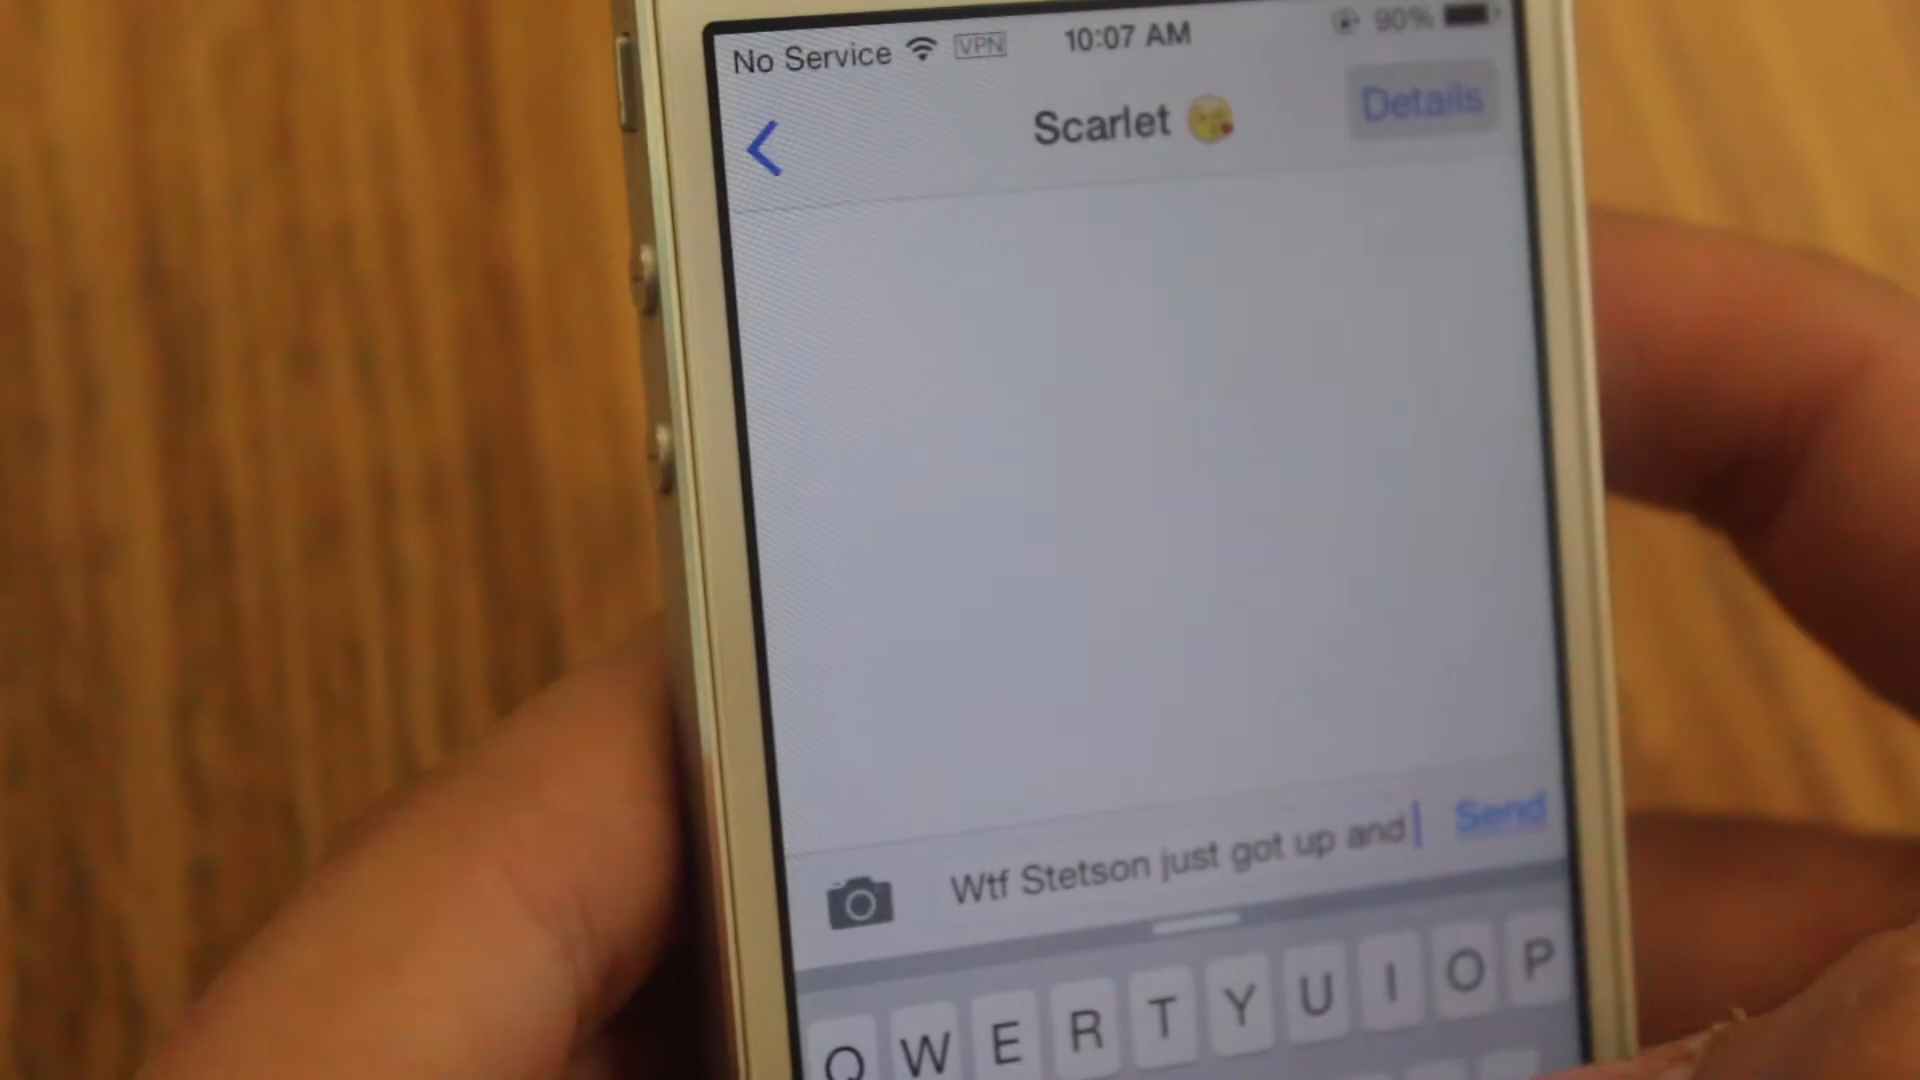 No Service VPN 10:07 AM 90%
Scarlet 😘 Details
Wtf Stetson just got up and Send
Q W E R T Y U I O P